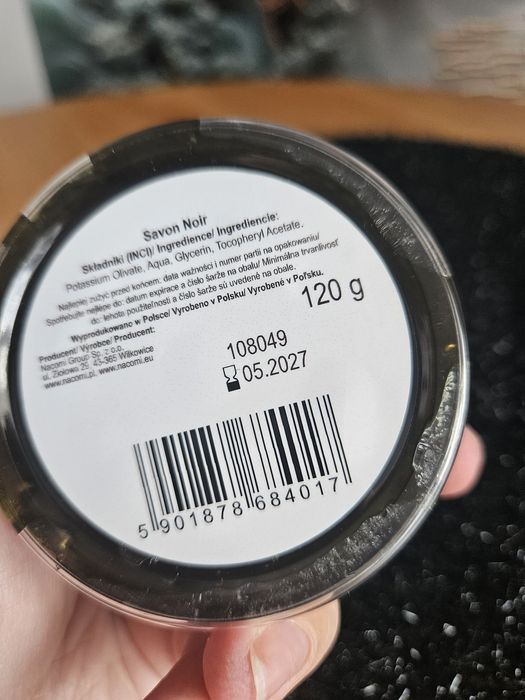 Savon Noir
Składniki (INCI)/ Ingredience/ Ingrediencie:
Potassium Olivate, Aqua, Glycerin, Tocopheryl Acetate.
Najlepiej zużyć przed końcem: data ważności i numer partii na opakowaniu/
Spotřebujte nejlépe do: datum expirace a číslo šarže na obalu/ Minimálna trvanlivosť
do: lehota použiteľnosti a číslo šarže sú uvedené na obale.
Wyprodukowano w Polsce/ Vyrobeno v Polsku/ Vyrobené v Poľsku.
Producent/ Výrobce/ Producent:
Nacomi Group Sp. z o.o.
ul. Ziołowa 29, 43-365 Wilkowice
www.nacomi.pl, www.nacomi.eu
120 g
108049
05.2027
5 901878 684017